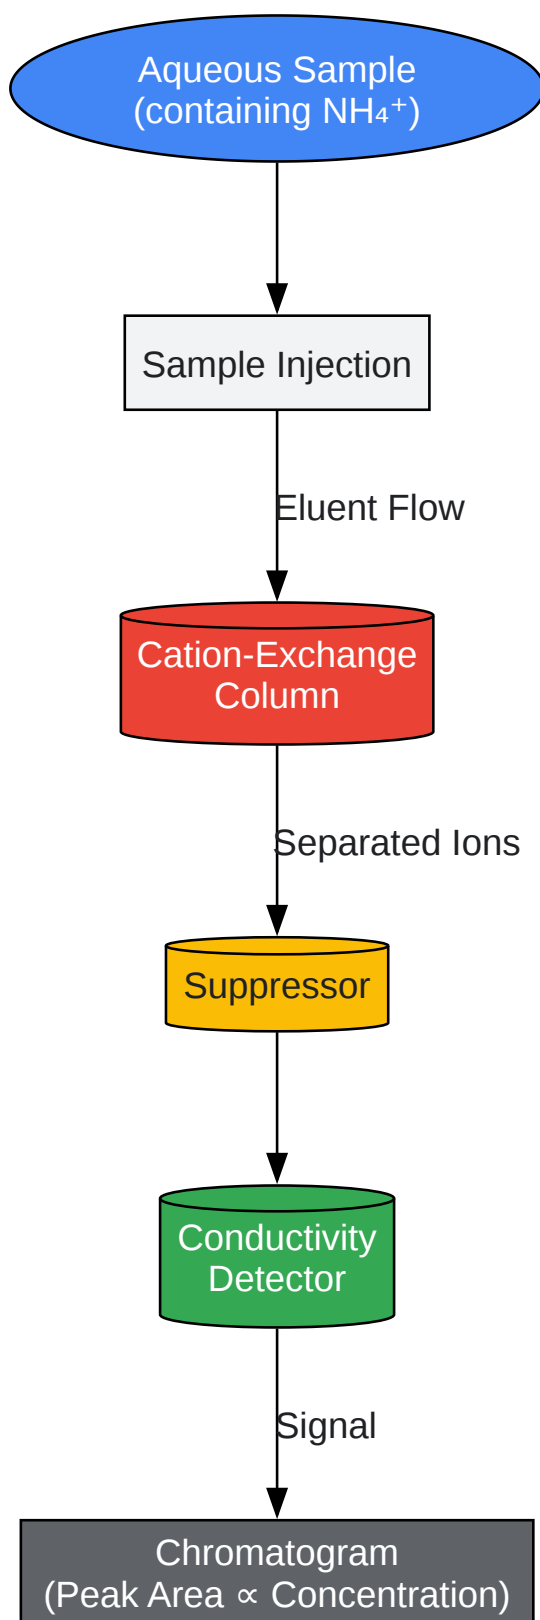 Aqueous Sample
(containing NH₄⁺)
Sample Injection
Eluent Flow
Cation-Exchange
Column
Separated Ions
Suppressor
Conductivity
Detector
Signal
Chromatogram
(Peak Area ∝ Concentration)